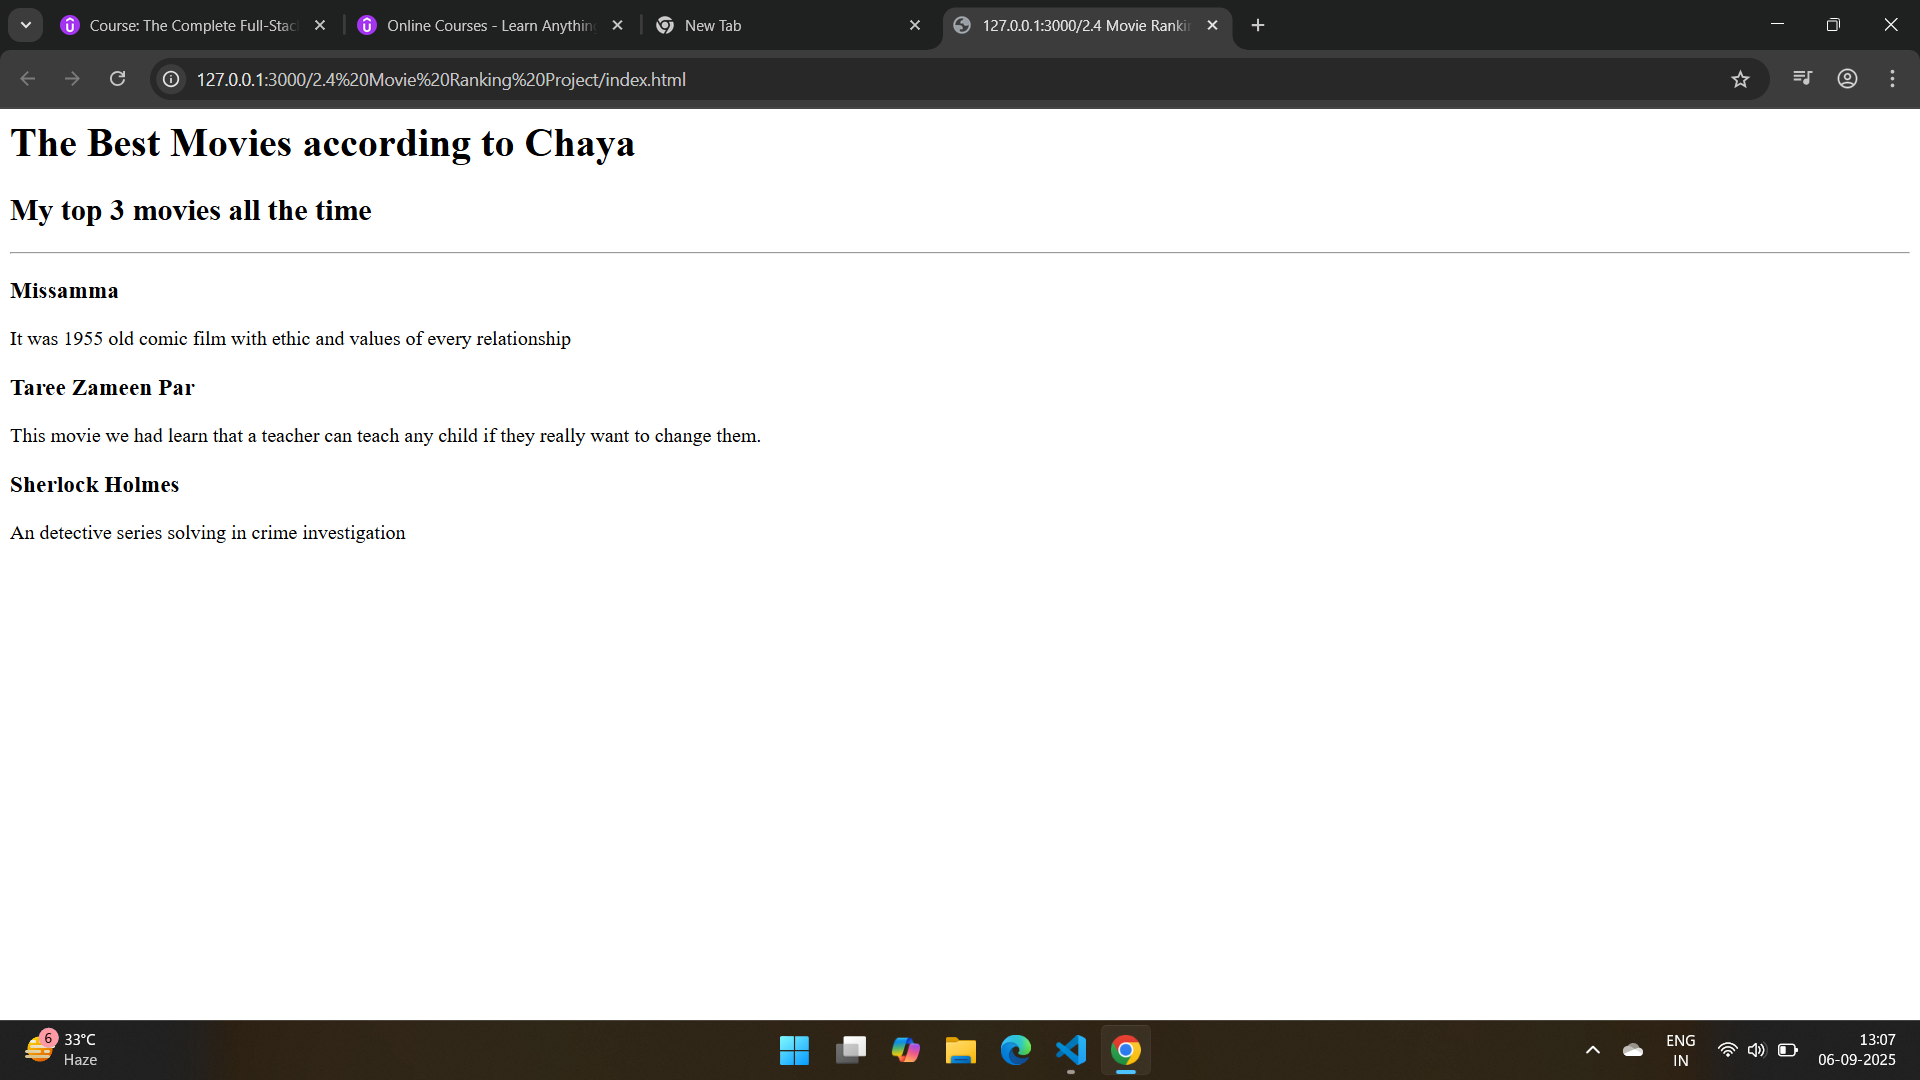 Course: The Complete Full-Stac
Online Courses - Learn Anything
New Tab
127.0.0.1:3000/2.4 Movie Rankin
127.0.0.1:3000/2.4%20Movie%20Ranking%20Project/index.html
The Best Movies according to Chaya
My top 3 movies all the time
Missamma
It was 1955 old comic film with ethic and values of every relationship
Taree Zameen Par
This movie we had learn that a teacher can teach any child if they really want to change them.
Sherlock Holmes
An detective series solving in crime investigation
6
33°C
Haze
ENG
IN
13:07
06-09-2025